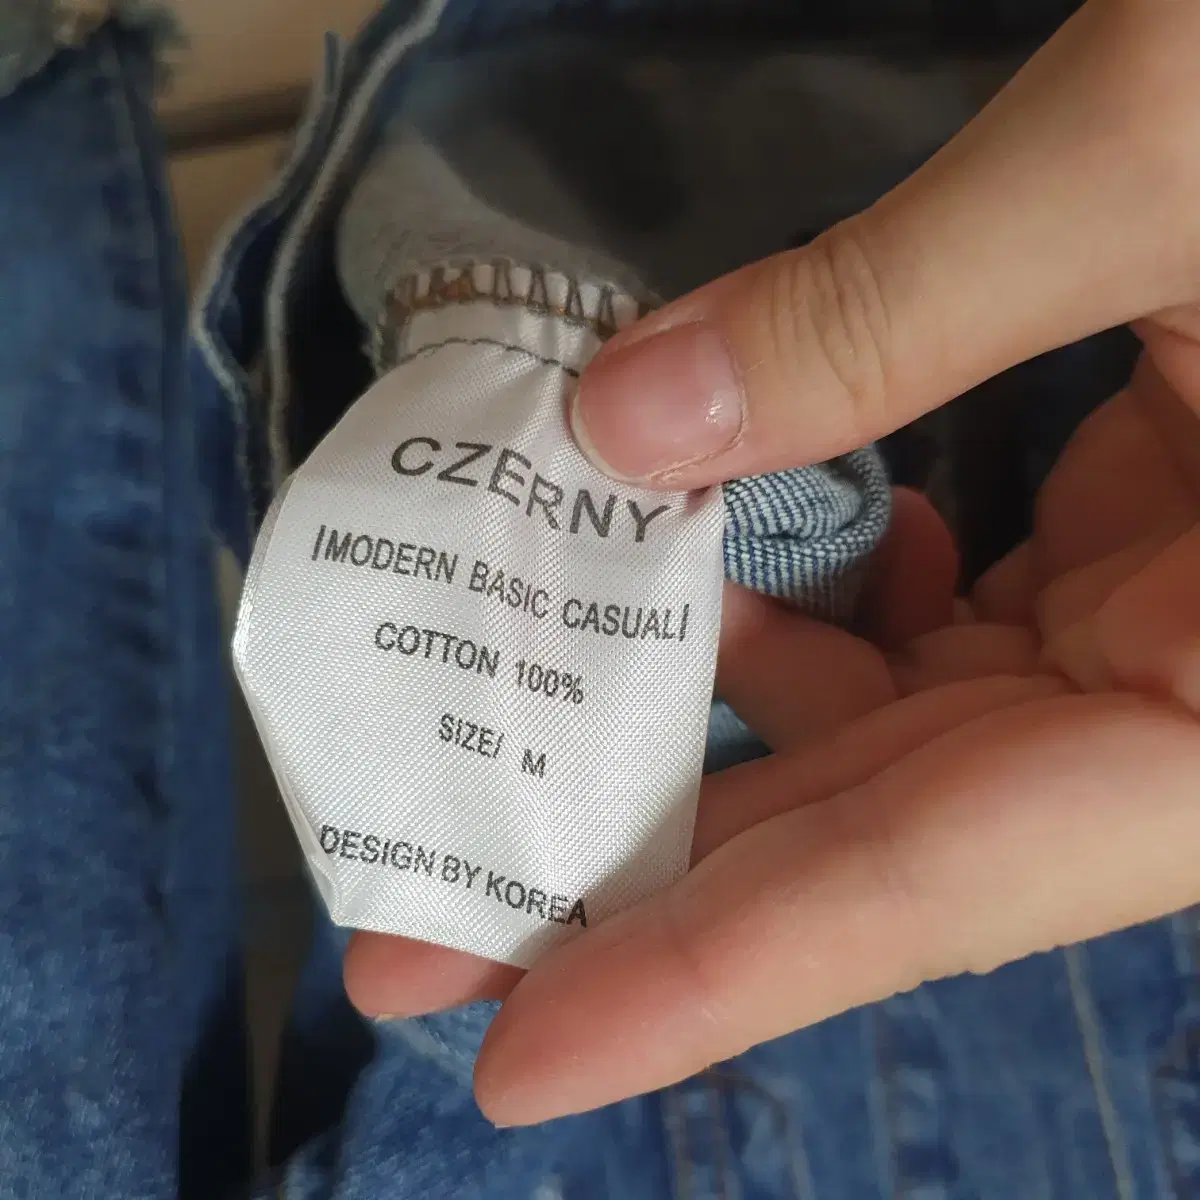 CZERNY
|MODERN BASIC CASUAL|
COTTON 100%
SIZE/ M
DESIGN BY KOREA